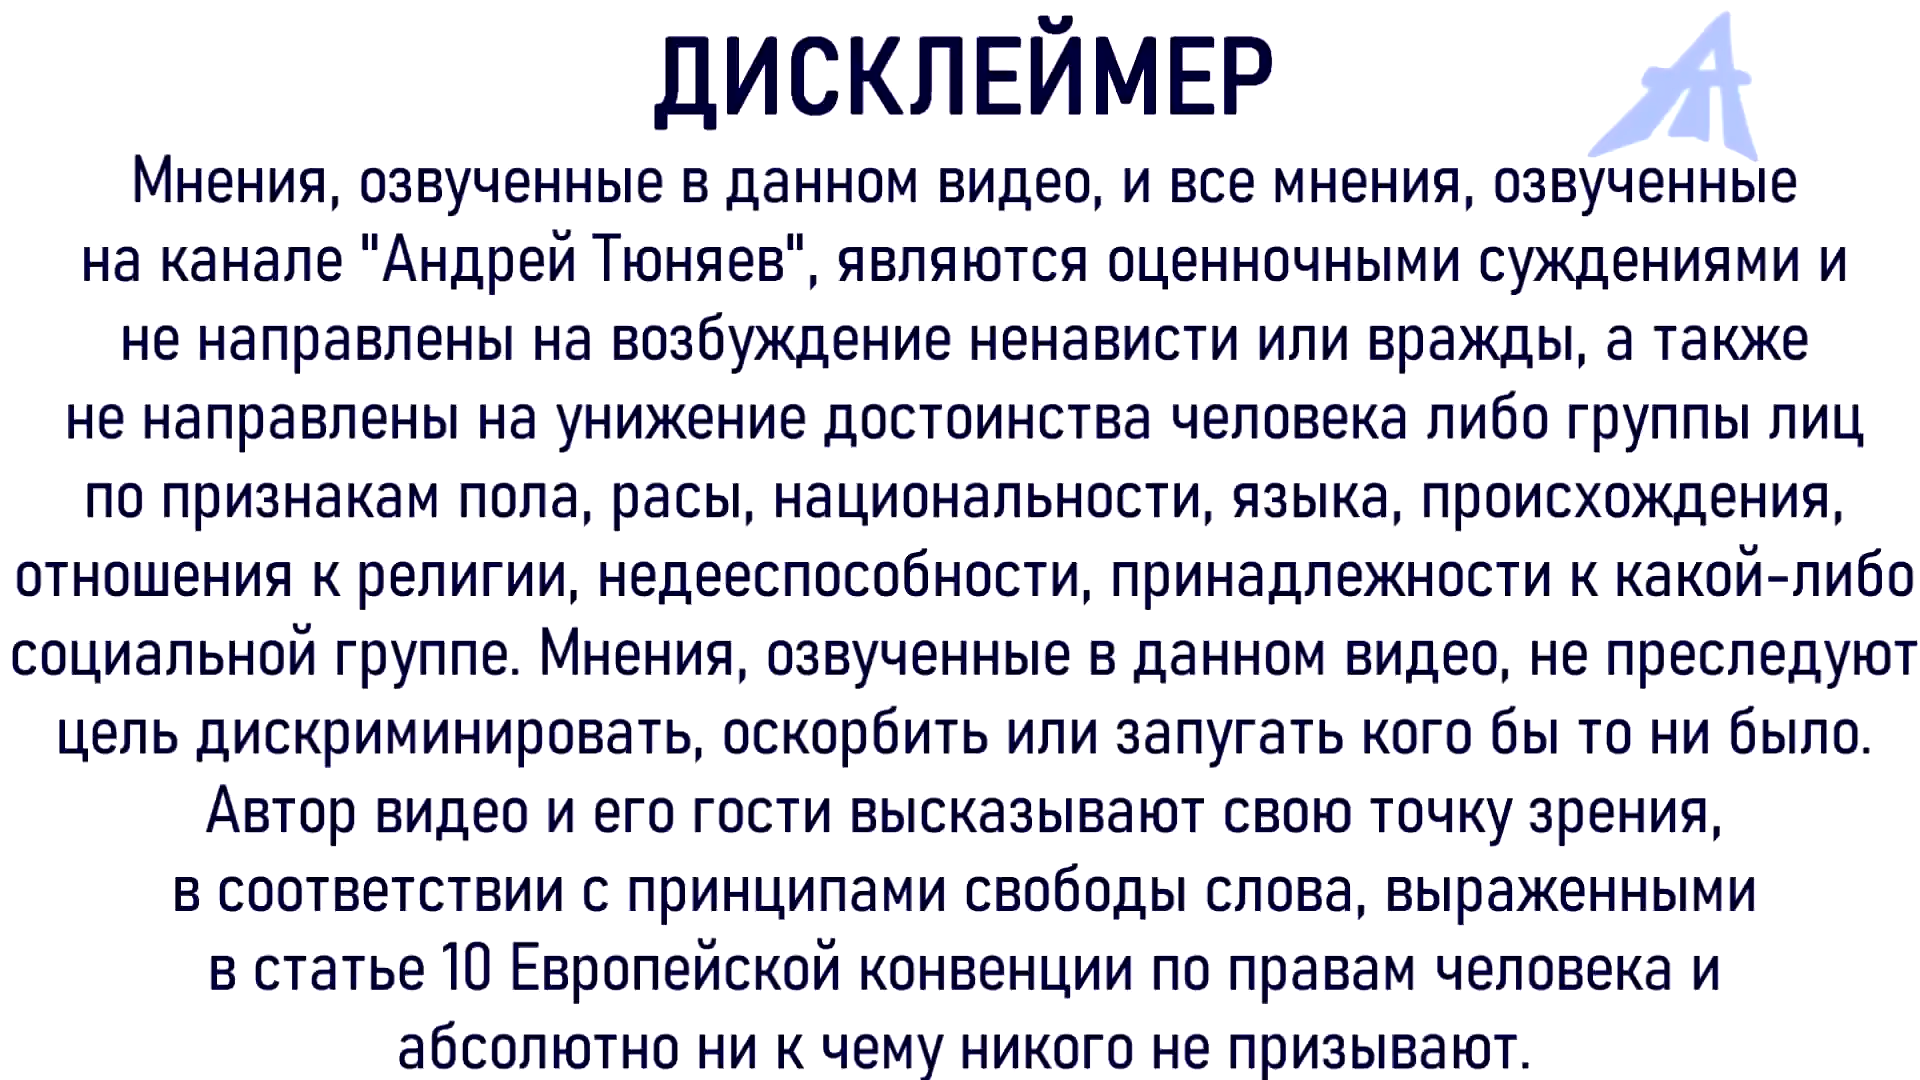 ДИСКЛЕЙМЕР
Мнения, озвученные в данном видео, и все мнения, озвученные
на канале "Андрей Тюняев", являются оценночными суждениями и
не направлены на возбуждение ненависти или вражды, а также
не направлены на унижение достоинства человека либо группы лиц
по признакам пола, расы, национальности, языка, происхождения,
отношения к религии, недееспособности, принадлежности к какой-либо
социальной группе. Мнения, озвученные в данном видео, не преследуют
цель дискриминировать, оскорбить или запугать кого бы то ни было.
Автор видео и его гости высказывают свою точку зрения,
в соответствии с принципами свободы слова, выраженными
в статье 10 Европейской конвенции по правам человека и
абсолютно ни к чему никого не призывают.